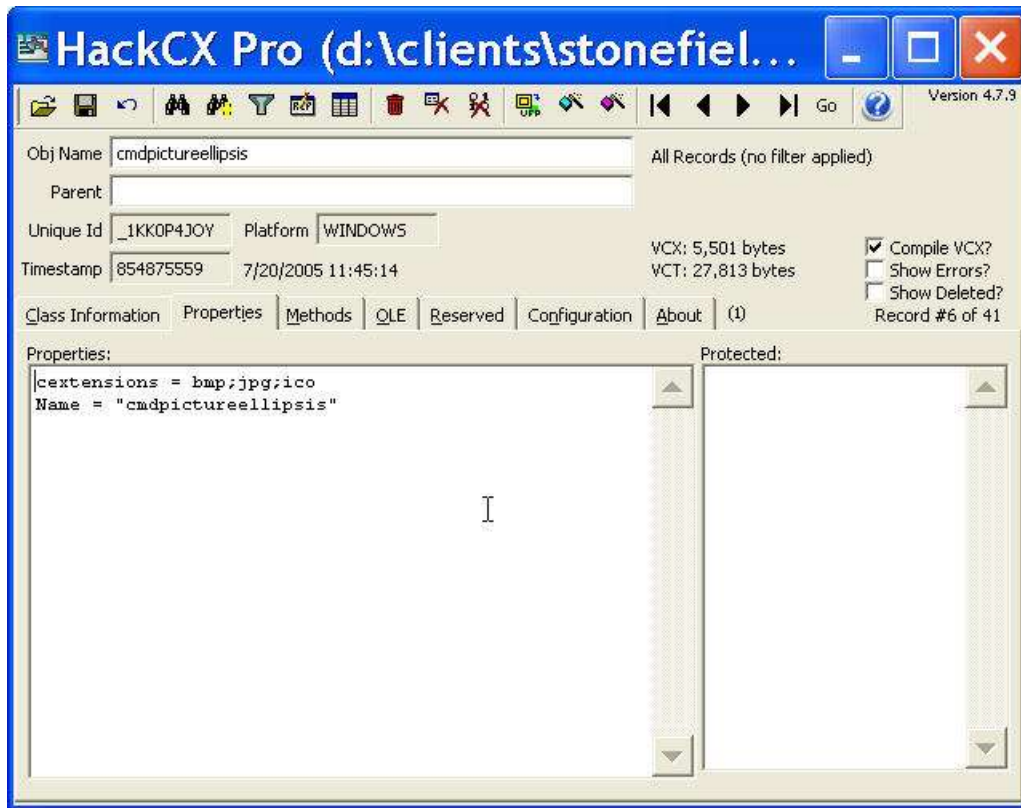 HackCX Pro (d:\clients\stonefiel...
Go
Version 4.7.9
Obj Name cmdpictureellipsis
All Records (no filter applied)
Parent
Unique Id _1KK0P4JOY Platform WINDOWS
VCX: 5,501 bytes
Compile VCX?
Timestamp 854875559 7/20/2005 11:45:14
VCT: 27,813 bytes
Show Errors?
Show Deleted?
Class Information Properties Methods OLE Reserved Configuration About (1)
Record #6 of 41
Properties:
Protected:
cextensions = bmp;jpg;ico
Name = "cmdpictureellipsis"